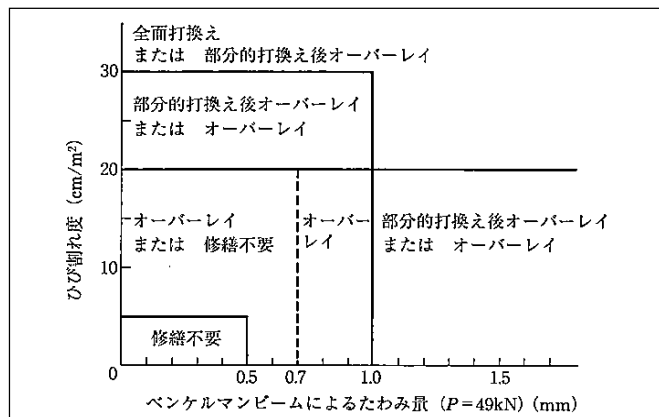 全面打換え
または 部分的打換え後オーバーレイ
30
部分的打換え後オーバーレイ
または オーバーレイ
20
オーバーレイ
または 修繕不要
オーバー
レイ
部分的打換え後オーバーレイ
または オーバーレイ
10
修繕不要
0
0.5
0.7
1.0
1.5
ひび割れ度 (cm/m²)
ベンケルマンビームによるたわみ量 (P=49kN) (mm)